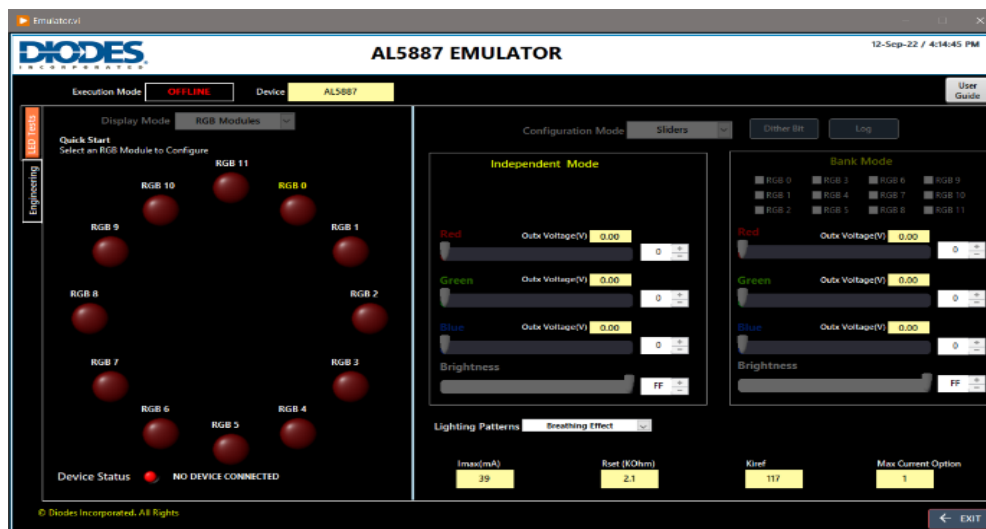 Emulator.vi
DIODES
INCORPORATED
AL5887 EMULATOR
12-Sep-22 / 4:14:45 PM
Execution Mode OFFLINE Device AL5887
User
Guide
LED Tests
Engineering
Display Mode RGB Modules
Quick Start
Select an RGB Module to Configure
RGB 11
RGB 10 RGB 0
RGB 9 RGB 1
RGB 8 RGB 2
RGB 7 RGB 3
RGB 6 RGB 4
RGB 5
Device Status NO DEVICE CONNECTED
Configuration Mode Sliders Dither Bit Log
Independent Mode
Red Outx Voltage(V) 0.00
0
Green Outx Voltage(V) 0.00
0
Blue Outx Voltage(V) 0.00
0
Brightness
FF
Bank Mode
RGB 0 RGB 3 RGB 6 RGB 9
RGB 1 RGB 4 RGB 7 RGB 10
RGB 2 RGB 5 RGB 8 RGB 11
Red Outx Voltage(V) 0.00
0
Green Outx Voltage(V) 0.00
0
Blue Outx Voltage(V) 0.00
0
Brightness
FF
Lighting Patterns Breathing Effect
Imax(mA) Rset (KOhm) Kiref Max Current Option
39 2.1 117 1
© Diodes Incorporated. All Rights
EXIT